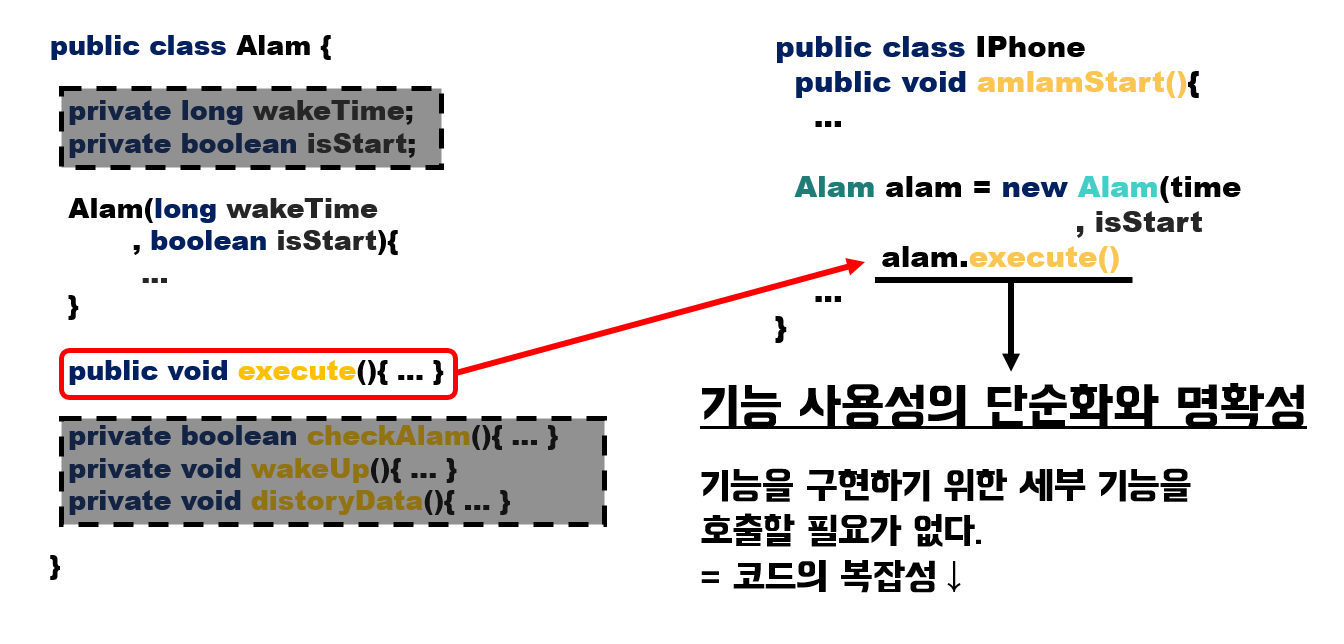 public class Alam {
private long wakeTime;
private boolean isStart;
Alam(long wakeTime
, boolean isStart){
...
}
public void execute(){ ... }
private boolean checkAlam(){ ... }
private void wakeUp(){ ... }
private void distoryData(){ ... }
}
public class IPhone
public void amlamStart(){
...
Alam alam = new Alam(time
, isStart
alam.execute()
...
}
기능 사용성의 단순화와 명확성
기능을 구현하기 위한 세부 기능을
호출할 필요가 없다.
= 코드의 복잡성↓